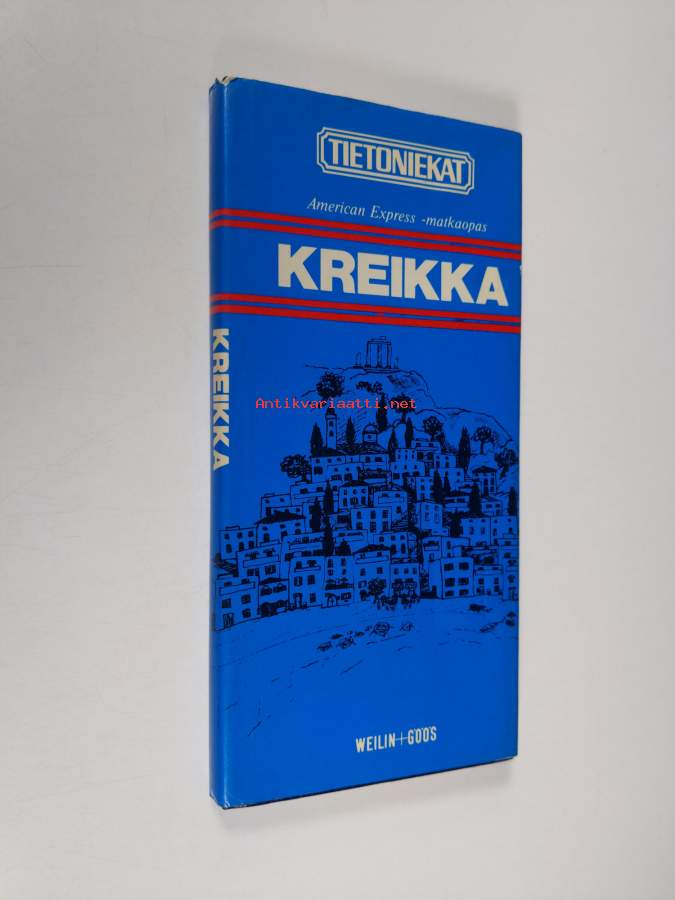 TIETONIEKAT
American Express -matkaopas
KREIKKA
KREIKKA
Antikvariaatti.net
WEILIN+GÖÖS